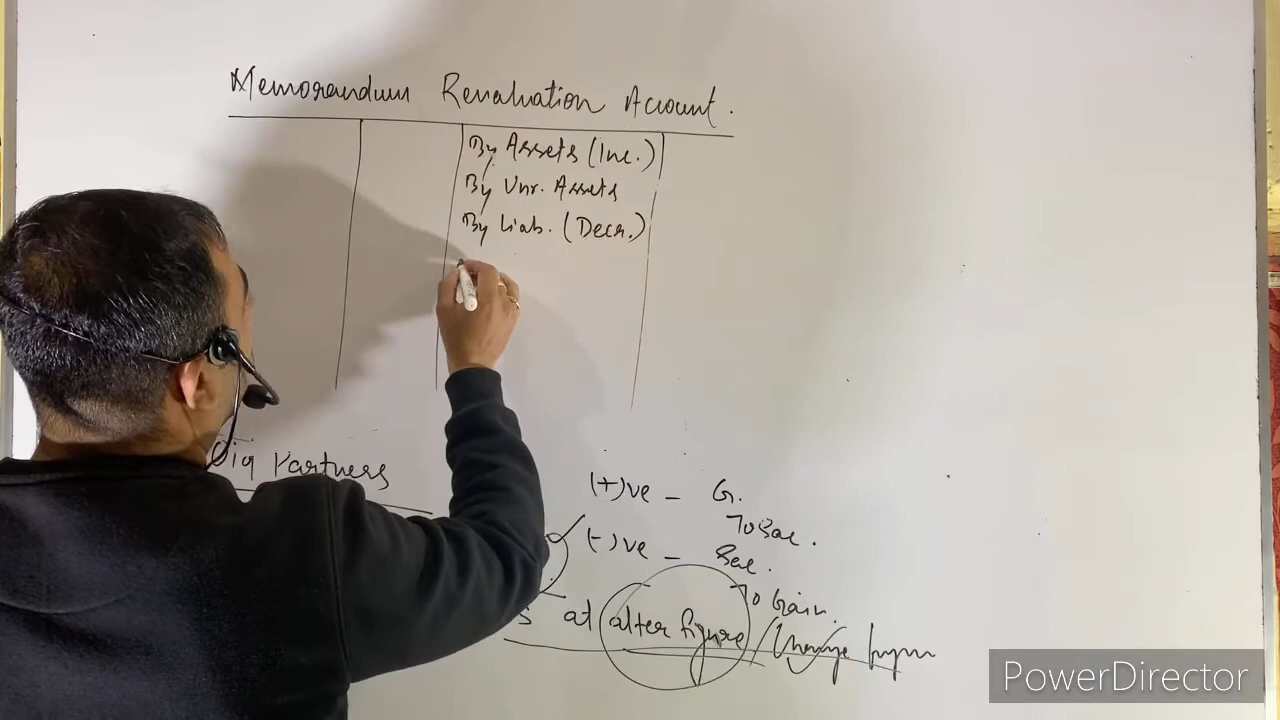 Memorandum Revaluation Account.
By Assets (Inc.)
By Unr. Assets
By Liab. (Decr.)
Partners
(+)ve - G.
To Sac.
(-)ve - Sac.
To Gain.
s at alter figure / Change
PowerDirector